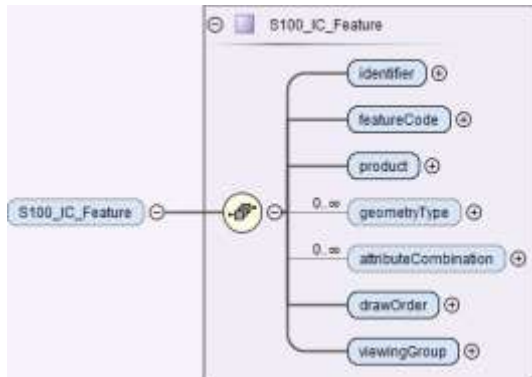 S100_IC_Feature
identifier
featureCode
product
S100_IC_Feature
0..∞
geometryType
0..∞
attributeCombination
drawOrder
viewingGroup